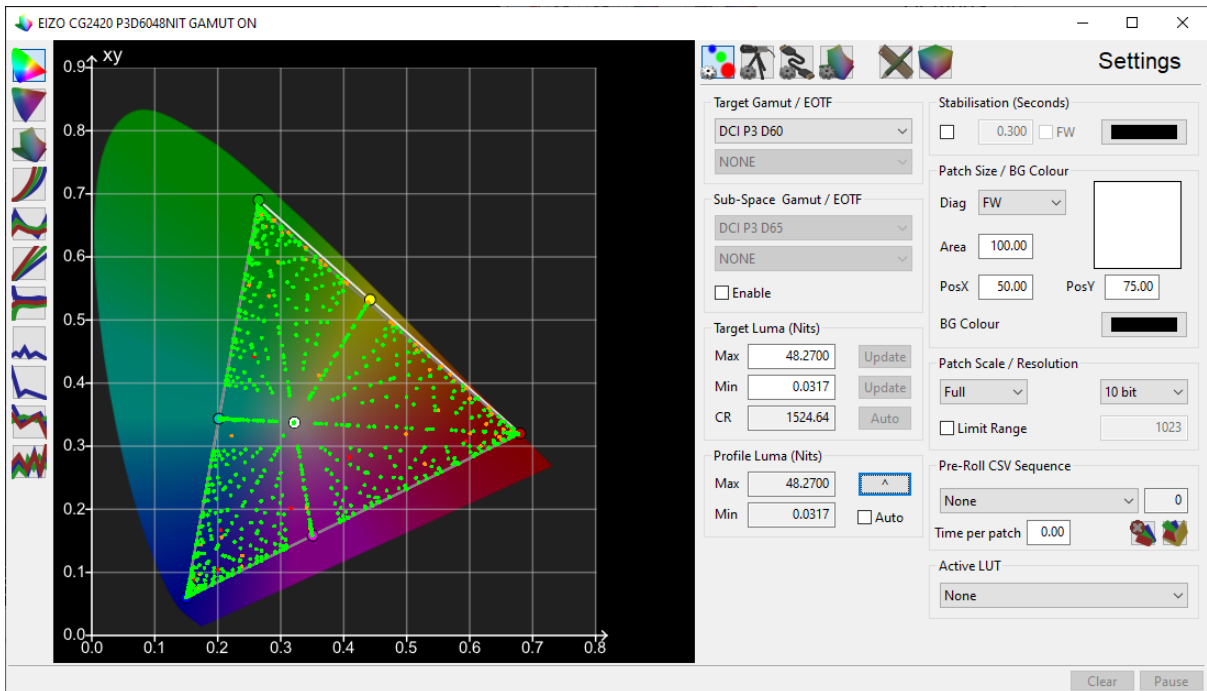 EIZO CG2420 P3D6048NIT GAMUT ON
xy
0.9
0.8
0.7
0.6
0.5
0.4
0.3
0.2
0.1
0.0
0.0 0.1 0.2 0.3 0.4 0.5 0.6 0.7 0.8
Settings
Target Gamut / EOTF
DCI P3 D60
NONE
Sub-Space Gamut / EOTF
DCI P3 D65
NONE
Enable
Target Luma (Nits)
Max 48.2700 Update
Min 0.0317 Update
CR 1524.64 Auto
Profile Luma (Nits)
Max 48.2700 ^
Min 0.0317 Auto
Stabilisation (Seconds)
0.300 FW
Patch Size / BG Colour
Diag FW
Area 100.00
PosX 50.00 PosY 75.00
BG Colour
Patch Scale / Resolution
Full 10 bit
Limit Range 1023
Pre-Roll CSV Sequence
None 0
Time per patch 0.00
Active LUT
None
Clear Pause